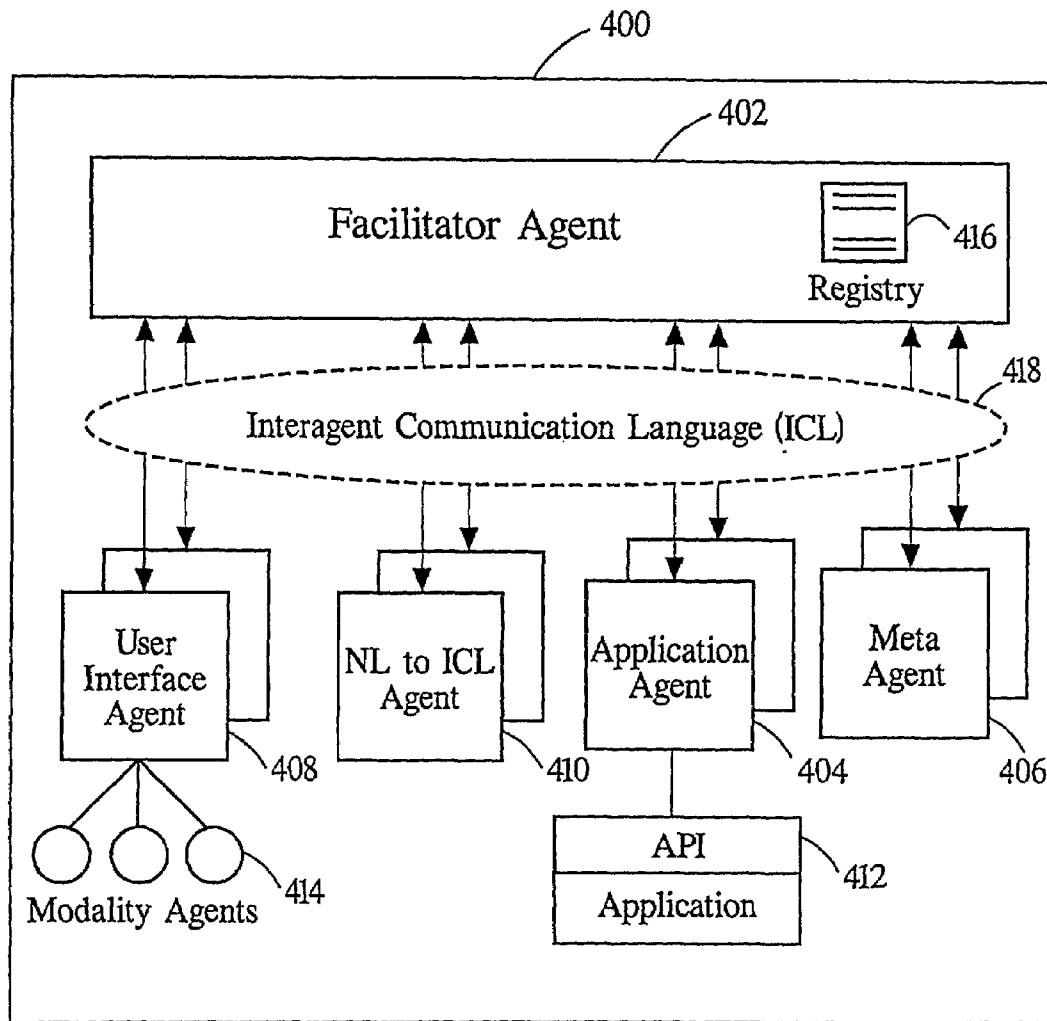 400
402
Facilitator Agent
416
Registry
418
Interagent Communication Language (ICL)
User
Interface
Agent
NL to ICL
Agent
Application
Agent
Meta
Agent
408
410
404
406
API
Application
412
414
Modality Agents